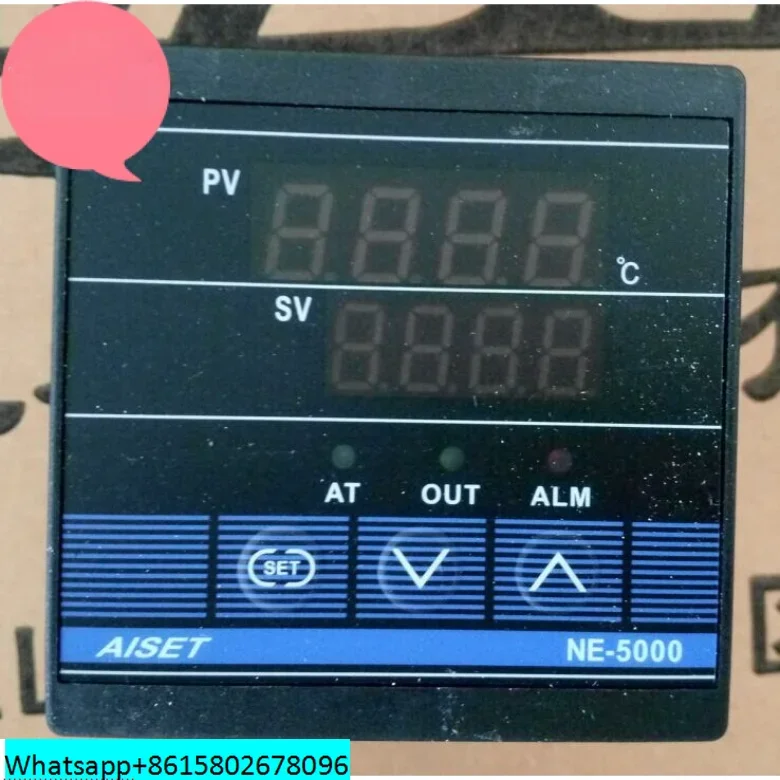 PV
℃
SV
AT OUT ALM
SET
AISET NE-5000
Whatsapp+8615802678096